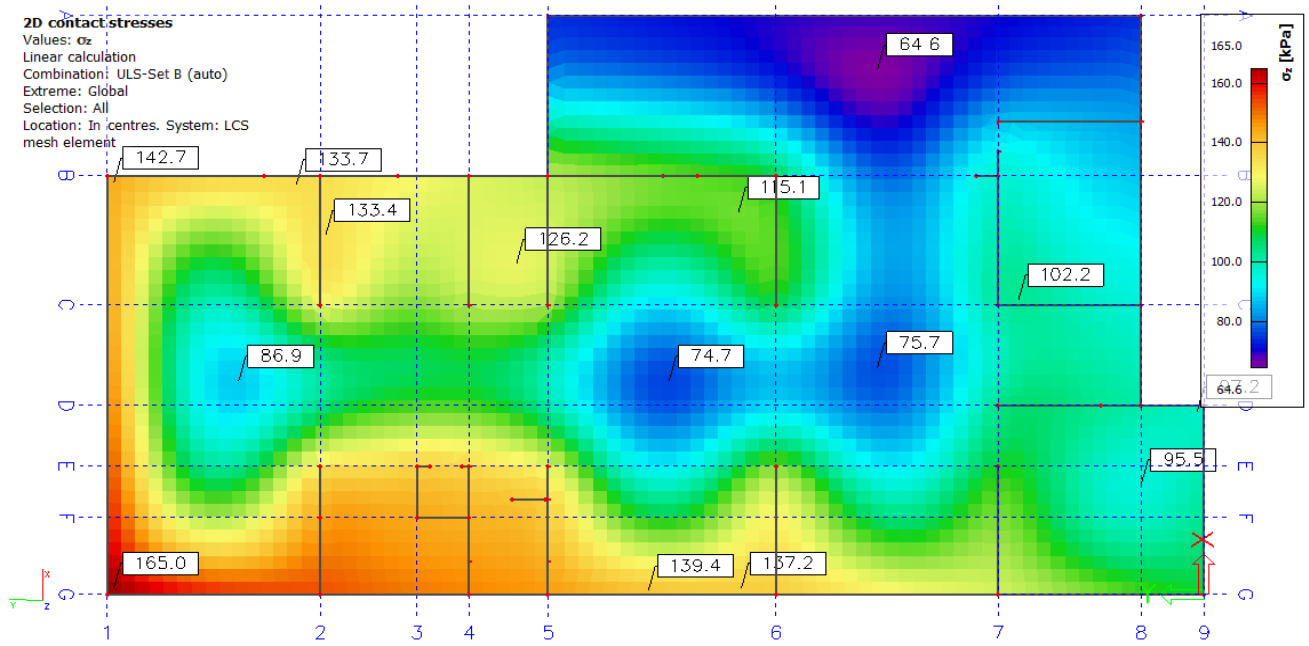 2D contact stresses
Values: σz
Linear calculation
Combination: ULS-Set B (auto)
Extreme: Global
Selection: All
Location: In centres. System: LCS
mesh element
A
A
64.6
142.7
133.7
B
B
133.4
115.1
126.2
102.2
C
C
86.9
74.7
75.7
97.2
D
D
95.5
E
E
F
F
165.0
139.4
137.2
G
G
X
Y
Z
1
2
3
4
5
6
7
8
9
σz [kPa]
165.0
160.0
140.0
120.0
100.0
80.0
64.6